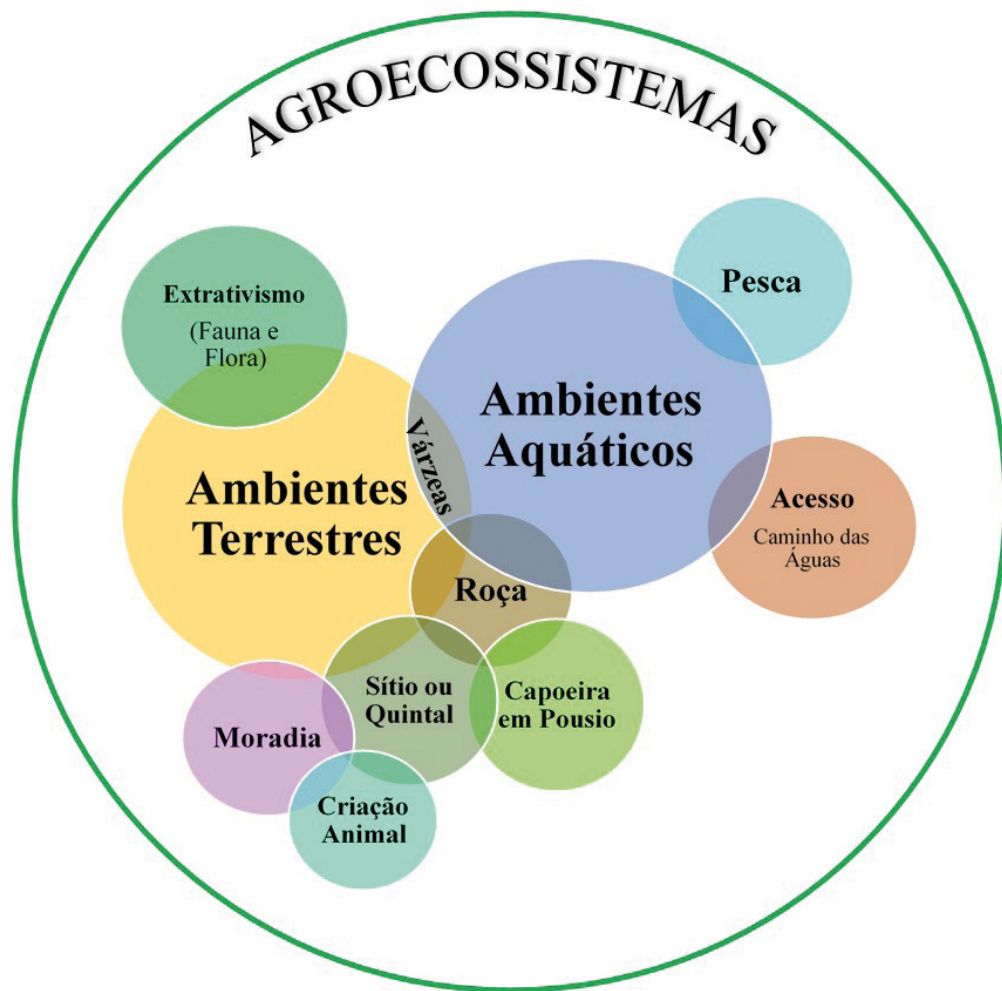 AGROECOSSISTEMAS
Extrativismo
(Fauna e
Flora)
Pesca
Ambientes
Aquáticos
Várzeas
Ambientes
Terrestres
Acesso
Caminho das
Águas
Roça
Sítio ou
Quintal
Capoeira
em Pousio
Moradia
Criação
Animal